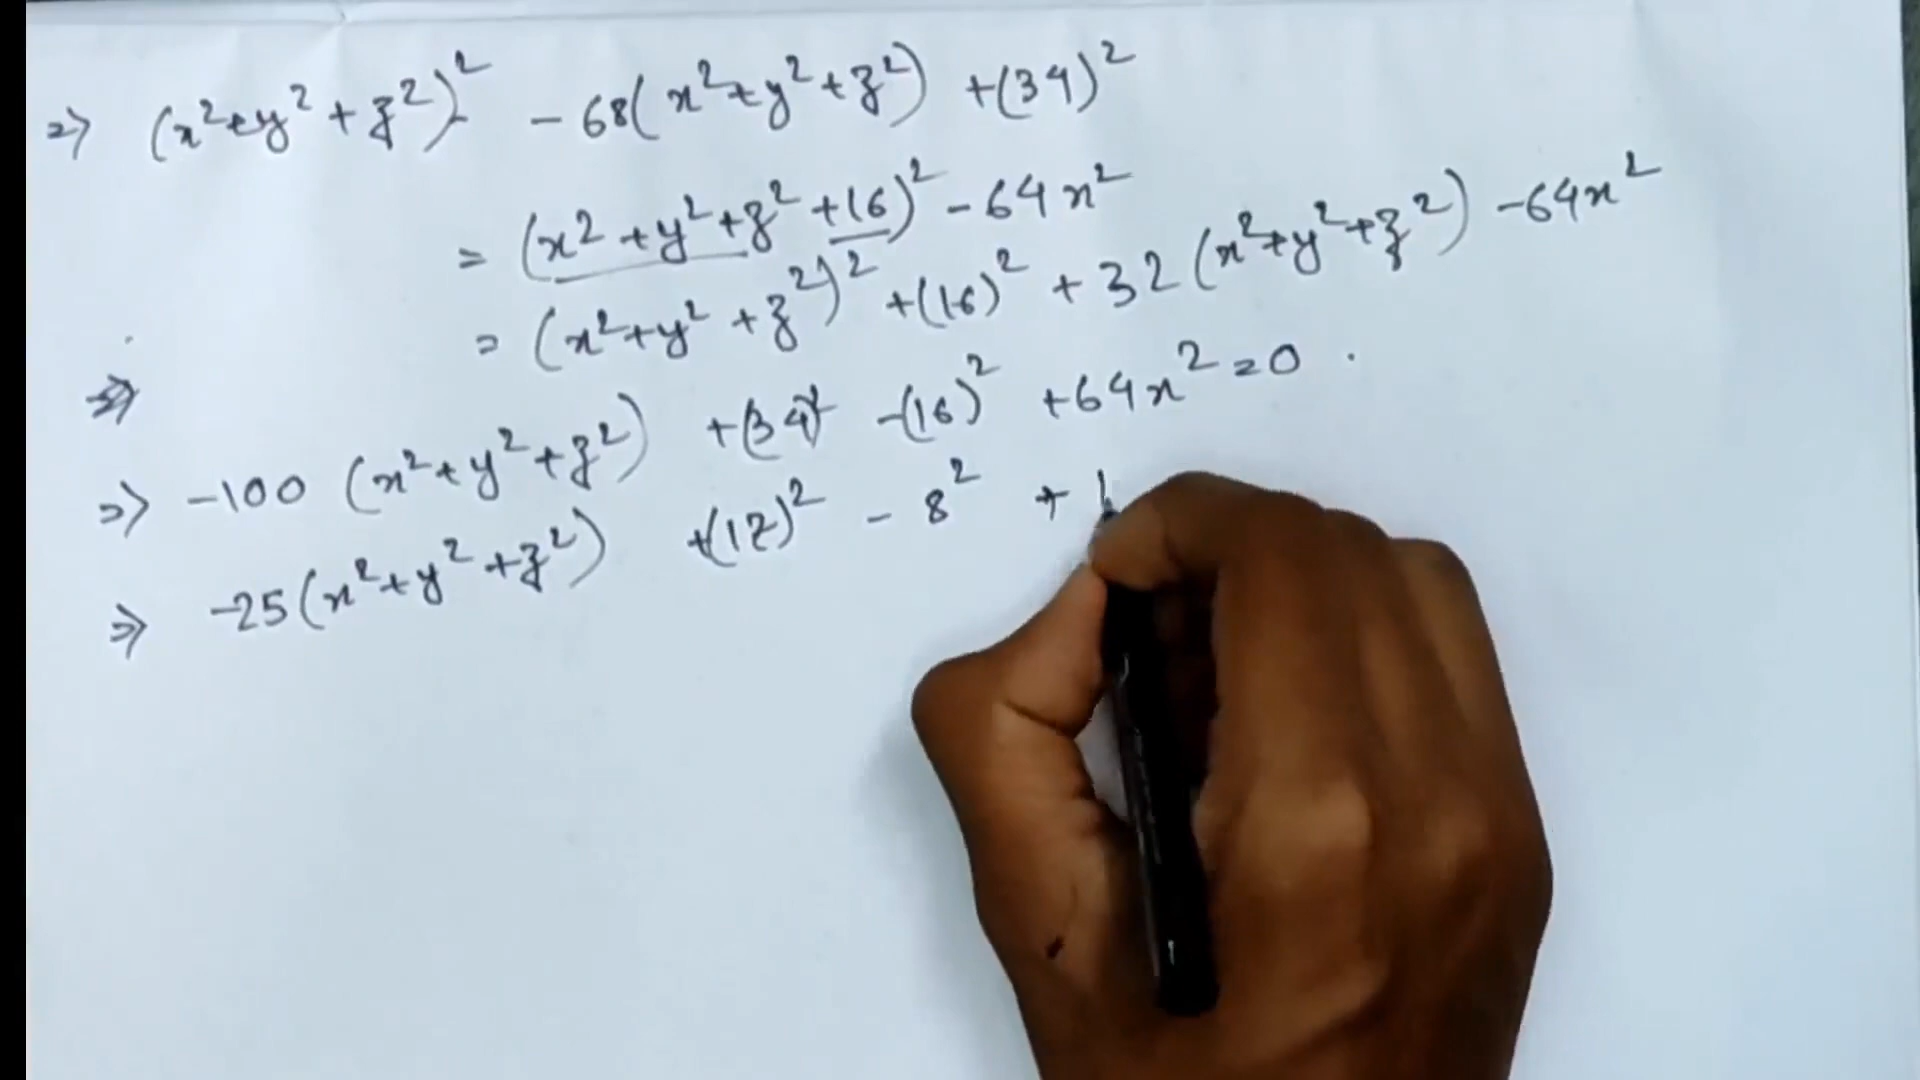 => (x²+y²+z²)² - 68(x²+y²+z²) +(34)²
= (x²+y²+z²+16)² - 64x²
= (x²+y²+z²)² +(16)² + 32(x²+y²+z²) -64x²
=> -100 (x²+y²+z²) +(34)² -(16)² +64x²=0.
=> -25(x²+y²+z²) +(17)² - 8² +